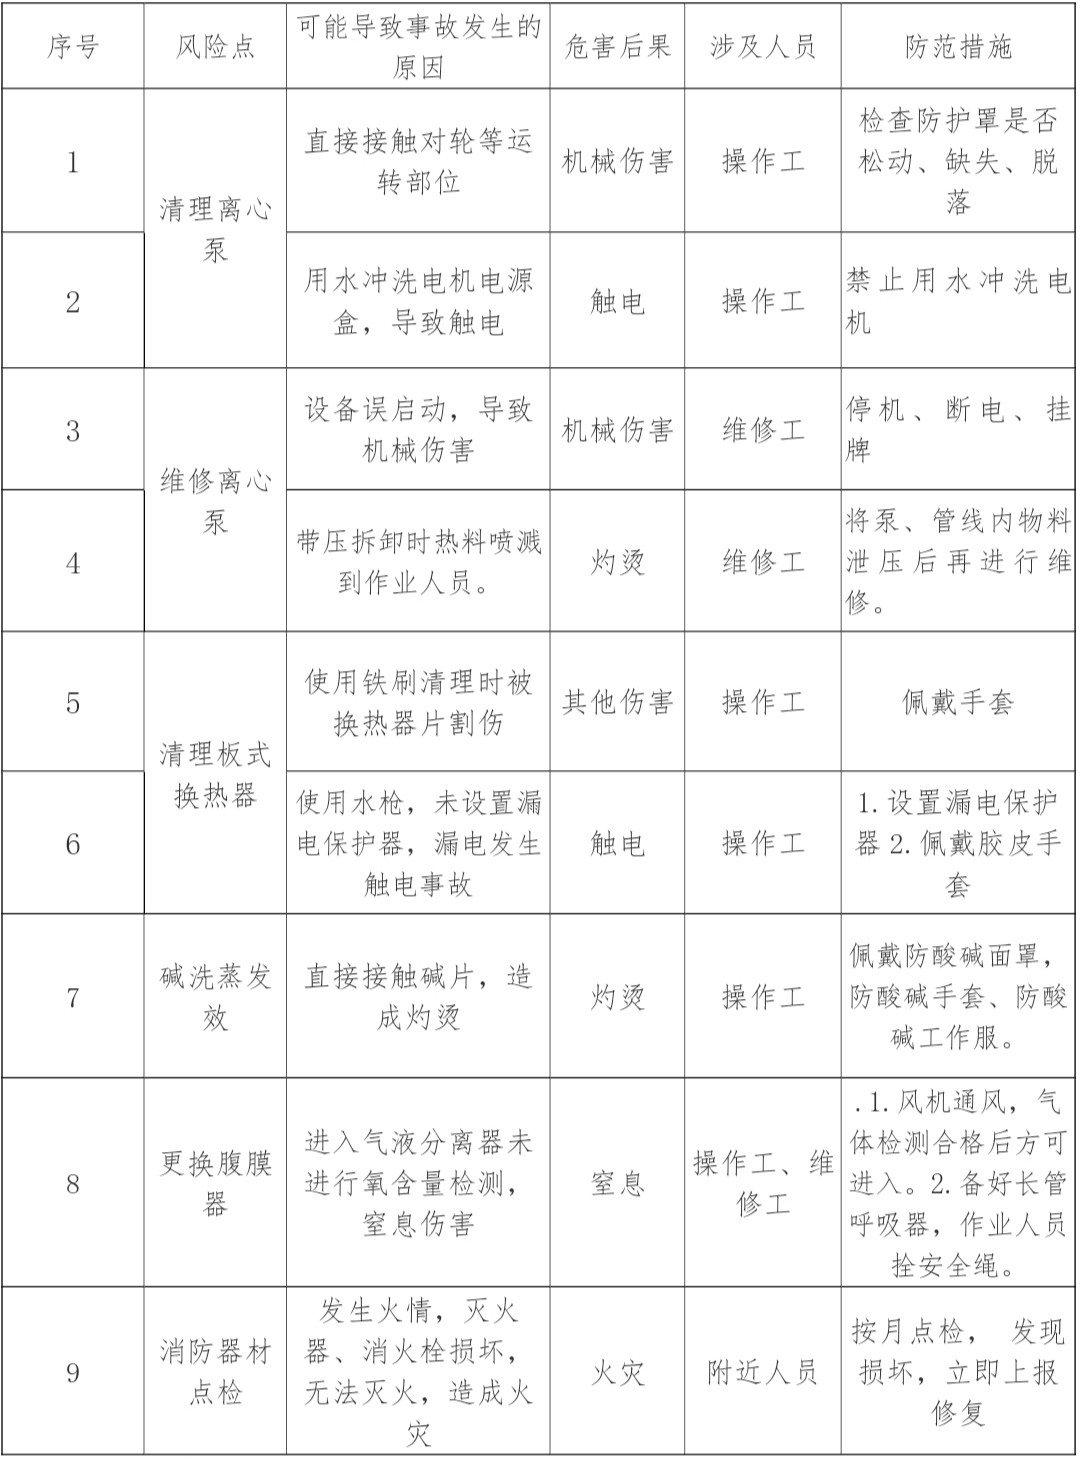 序号
风险点
可能导致事故发生的
原因
危害后果
涉及人员
防范措施
1
清理离心
泵
直接接触对轮等运
转部位
机械伤害
操作工
检查防护罩是否
松动、缺失、脱
落
2
用水冲洗电机电源
盒，导致触电
触电
操作工
禁止用水冲洗电
机
3
维修离心
泵
设备误启动，导致
机械伤害
机械伤害
维修工
停机、断电、挂
牌
4
带压拆卸时热料喷溅
到作业人员。
灼烫
维修工
将泵、管线内物料
泄压后再进行维
修。
5
清理板式
换热器
使用铁刷清理时被
换热器片割伤
其他伤害
操作工
佩戴手套
6
使用水枪，未设置漏
电保护器，漏电发生
触电事故
触电
操作工
1.设置漏电保护
器 2.佩戴胶皮手
套
7
碱洗蒸发
效
直接接触碱片，造
成灼烫
灼烫
操作工
佩戴防酸碱面罩，
防酸碱手套、防酸
碱工作服。
8
更换腹膜
器
进入气液分离器未
进行氧含量检测，
窒息伤害
窒息
操作工、维
修工
.1.风机通风，气
体检测合格后方可
进入。2.备好长管
呼吸器，作业人员
拴安全绳。
9
消防器材
点检
发生火情，灭火
器、消火栓损坏，
无法灭火，造成火
灾
火灾
附近人员
按月点检， 发现
损坏，立即上报
修复